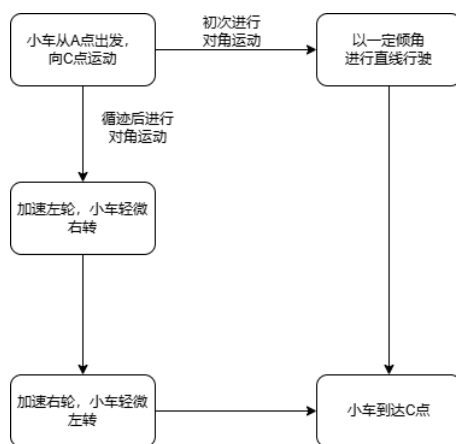 小车从A点出发，
向C点运动
初次进行
对角运动
以一定倾角
进行直线行驶
循迹后进行
对角运动
加速左轮，小车轻微
右转
加速右轮，小车轻微
左转
小车到达C点